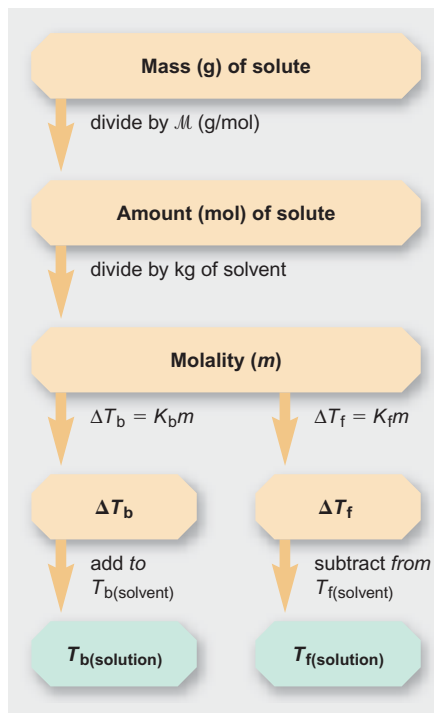 Mass (g) of solute
divide by ℳ (g/mol)
Amount (mol) of solute
divide by kg of solvent
Molality (m)
ΔTb = Kbm
ΔTf = Kfm
ΔTb
ΔTf
add to
Tb(solvent)
subtract from
Tf(solvent)
Tb(solution)
Tf(solution)